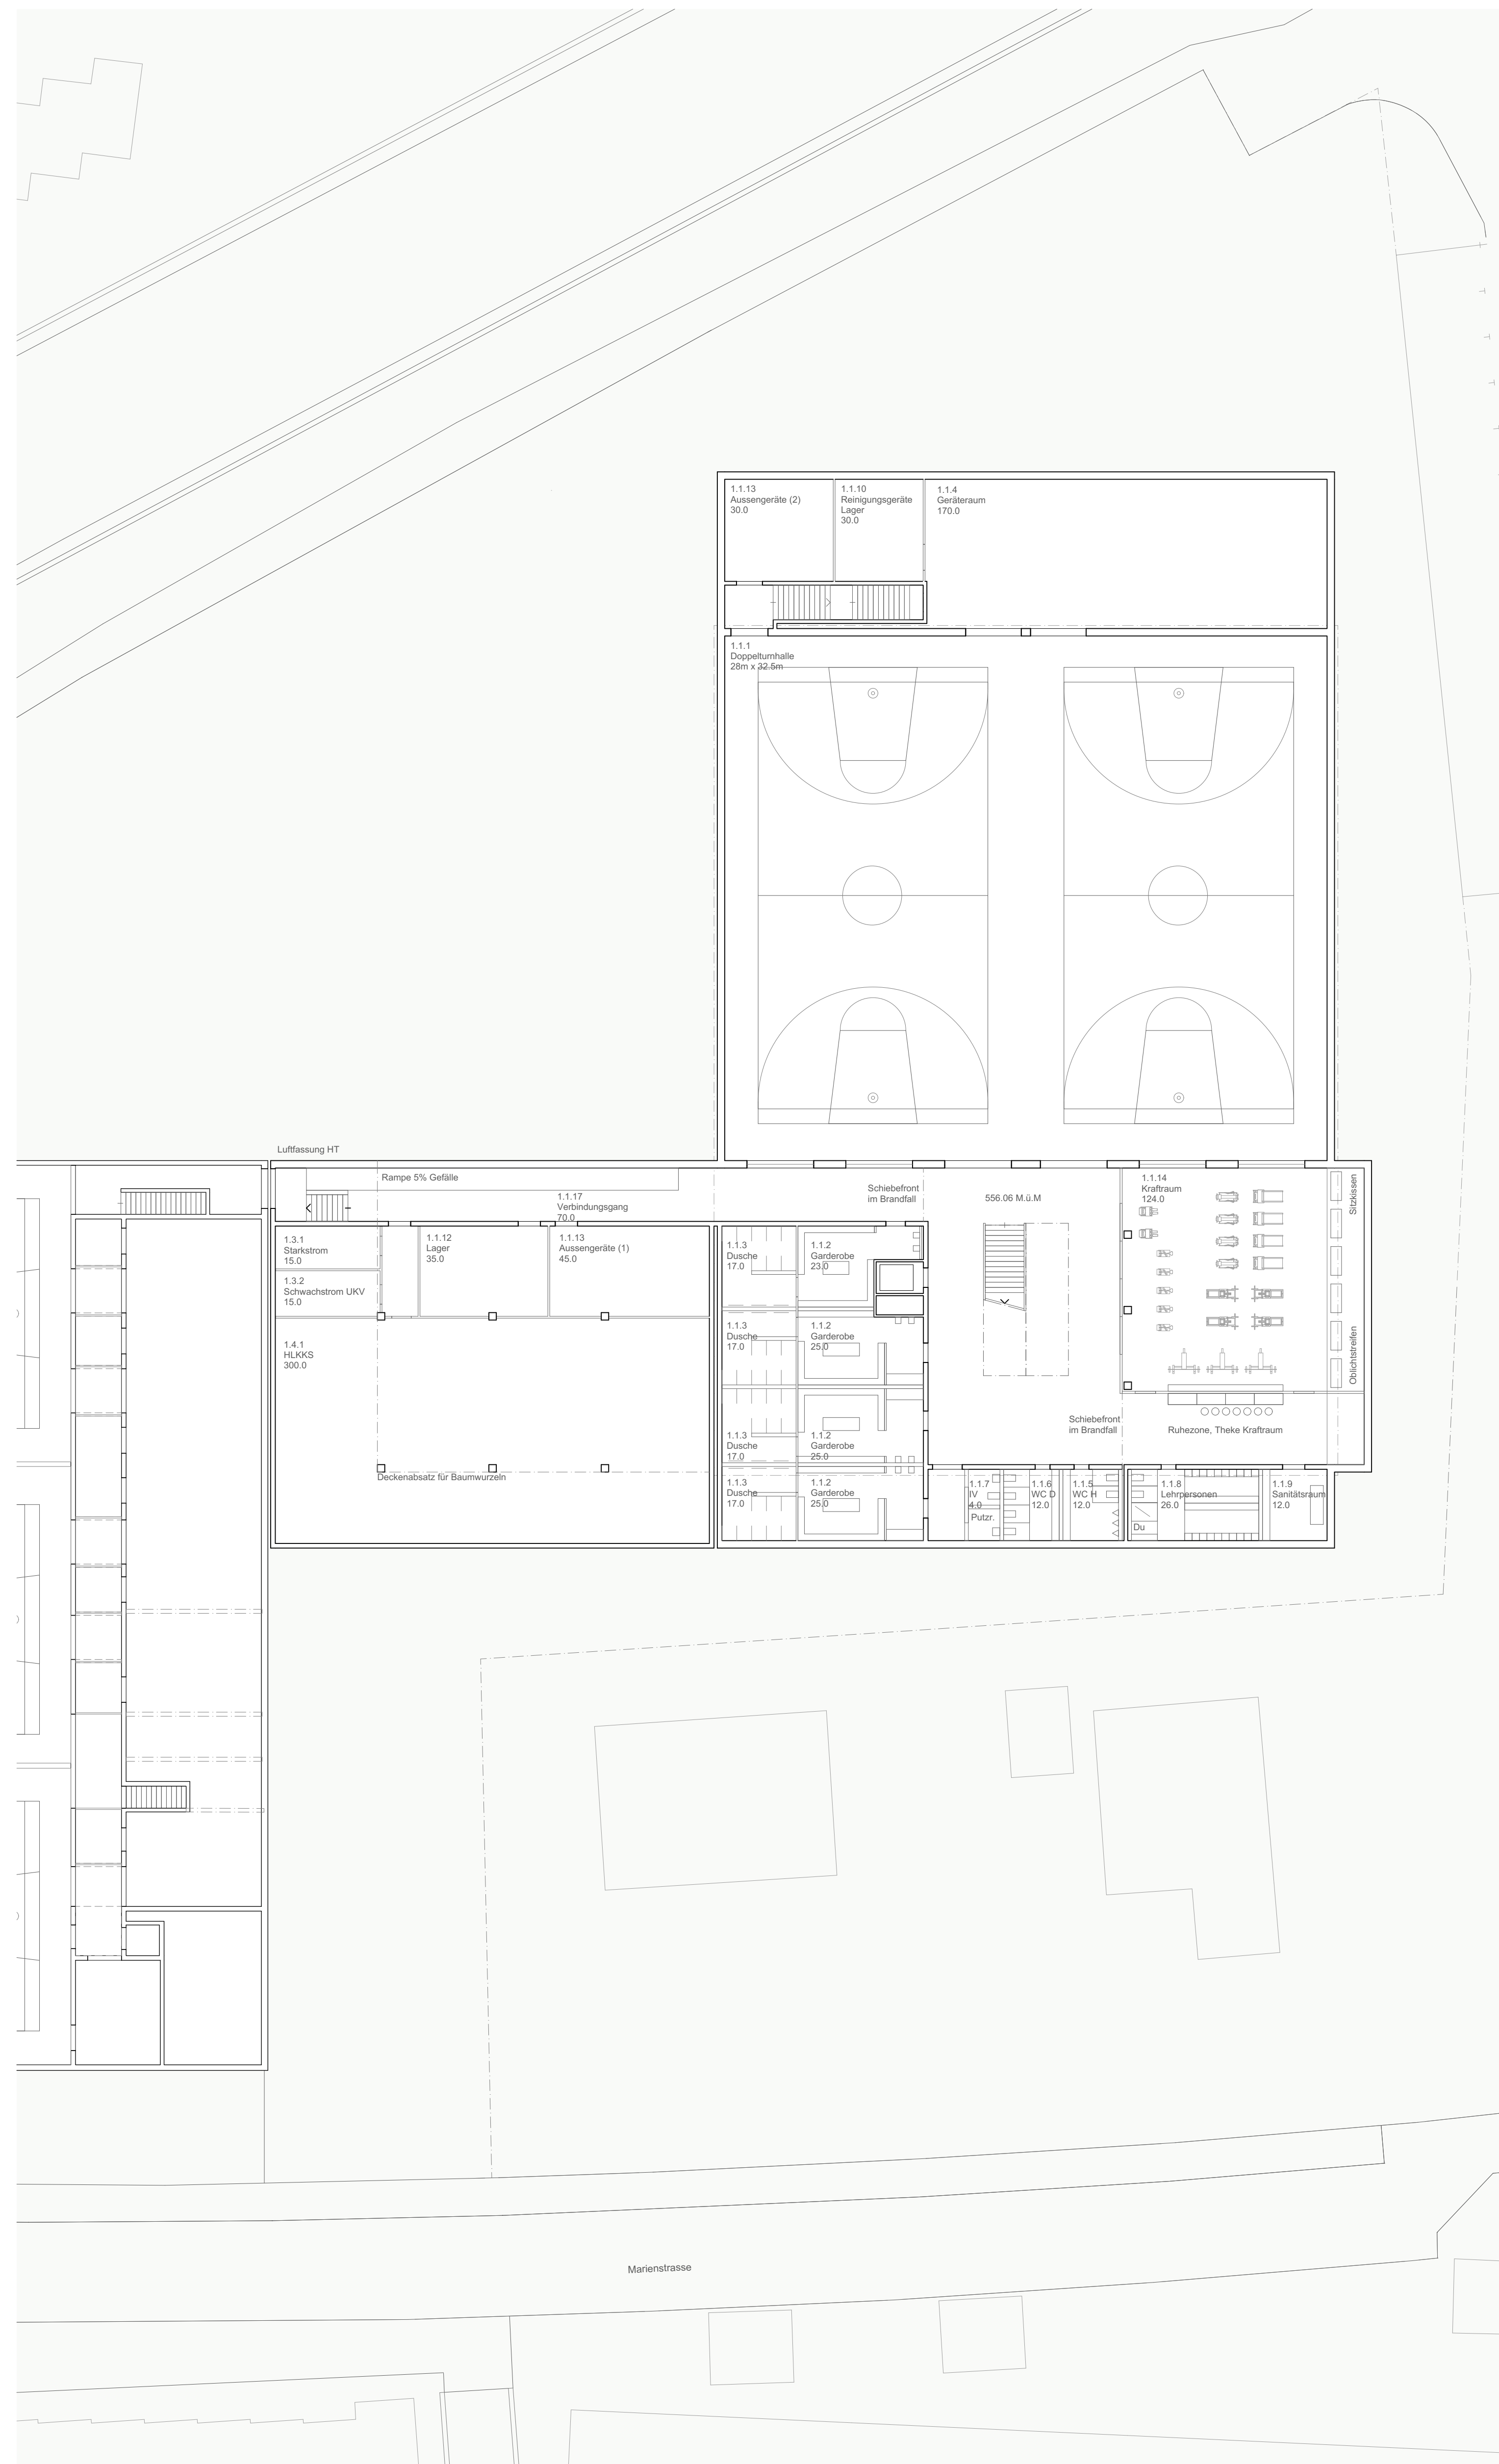 1.1.13
Aussengeräte (2)
30.0
1.1.10
Reinigungsgeräte
Lager
30.0
1.1.4
Geräteraum
170.0
1.1.1
Doppelturnhalle
28m x 32.5m
Luftfassung HT
Rampe 5% Gefälle
1.1.17
Verbindungsgang
70.0
Schiebefront
im Brandfall
556.06 M.ü.M
1.1.14
Kraftraum
124.0
Sitzkissen
Oblichtstreifen
1.3.1
Starkstrom
15.0
1.3.2
Schwachstrom UKV
15.0
1.1.12
Lager
35.0
1.1.13
Aussengeräte (1)
45.0
1.4.1
HLKKS
300.0
Deckenabsatz für Baumwurzeln
1.1.3
Dusche
17.0
1.1.2
Garderobe
23.0
1.1.3
Dusche
17.0
1.1.2
Garderobe
25.0
1.1.3
Dusche
17.0
1.1.2
Garderobe
25.0
1.1.3
Dusche
17.0
1.1.2
Garderobe
25.0
Schiebefront
im Brandfall
Ruhezone, Theke Kraftraum
1.1.7
IV
4.0
Putzr.
1.1.6
WC D
12.0
1.1.5
WC H
12.0
1.1.8
Lehrpersonen
26.0
Du
1.1.9
Sanitätsraum
12.0
Marienstrasse